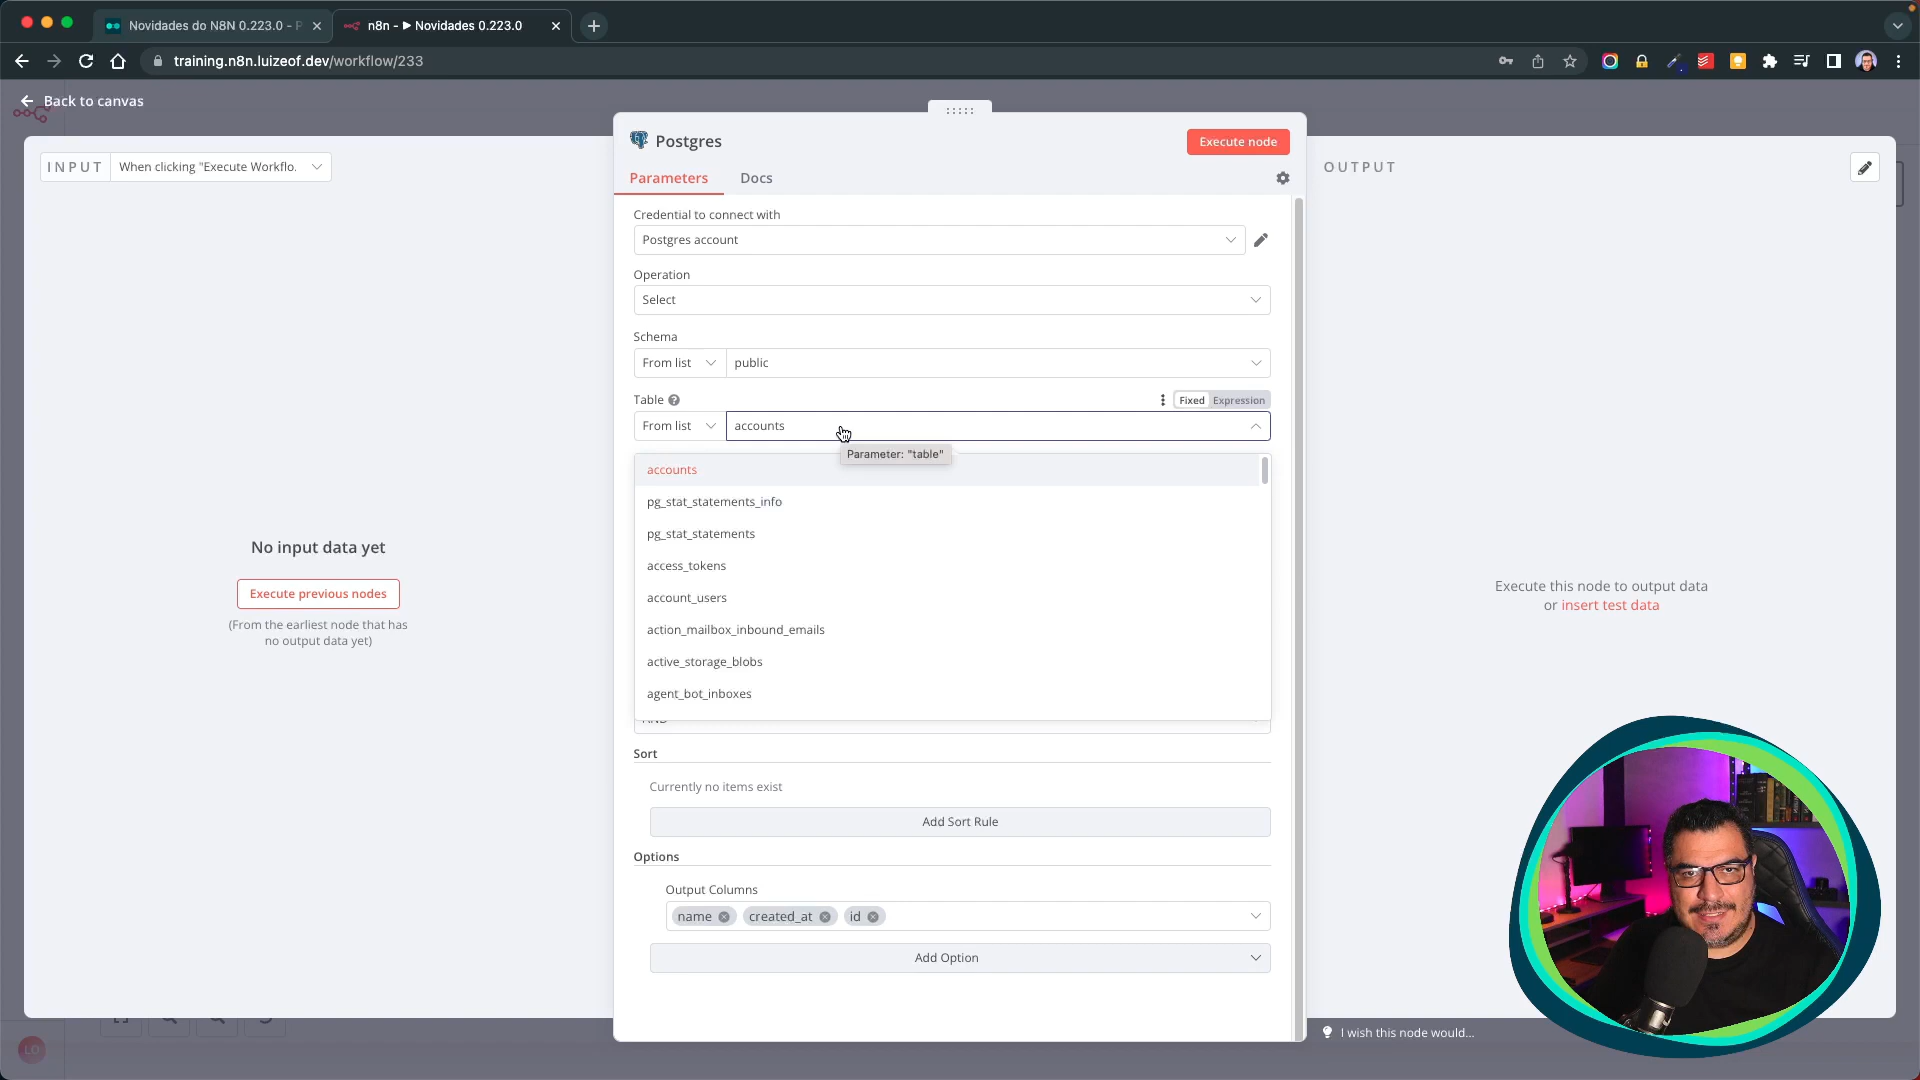 Novidades do N8N 0.223.0 - P
n8n - ▶ Novidades 0.223.0
training.n8n.luizeof.dev/workflow/233
Back to canvas
INPUT
When clicking "Execute Workflo.
No input data yet
Execute previous nodes
(From the earliest node that has
no output data yet)
Postgres
Execute node
Parameters
Docs
Credential to connect with
Postgres account
Operation
Select
Schema
From list
public
Table
Fixed
Expression
From list
accounts
Parameter: "table"
accounts
pg_stat_statements_info
pg_stat_statements
access_tokens
account_users
action_mailbox_inbound_emails
active_storage_blobs
agent_bot_inboxes
Sort
Currently no items exist
Add Sort Rule
Options
Output Columns
name
created_at
id
Add Option
OUTPUT
Execute this node to output data
or insert test data
I wish this node would...
LO